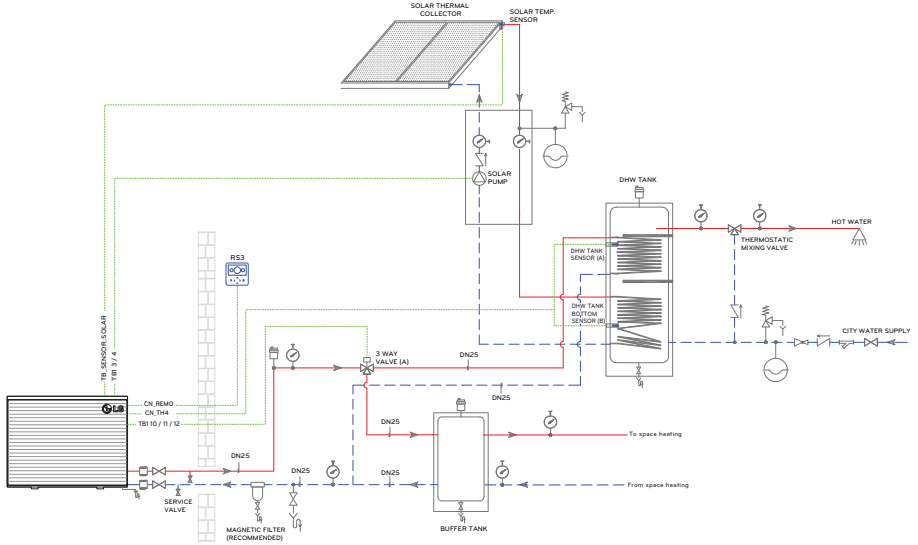 SOLAR THERMAL
COLLECTOR
SOLAR TEMP.
SENSOR
SOLAR
PUMP
DHW TANK
HOT WATER
THERMOSTATIC
MIXING VALVE
DHW TANK
SENSOR (A)
RS3
DHW TANK
BOTTOM
SENSOR (B)
CITY WATER SUPPLY
TB_SENSOR_SOLAR
TB1 3 / 4
3 WAY
VALVE (A)
DN25
DN25
LG
CN_REMO
CN_TH4
TB1 10 / 11 / 12
DN25
To space heating
DN25
DN25
DN25
From space heating
SERVICE
VALVE
MAGNETIC FILTER
(RECOMMENDED)
BUFFER TANK